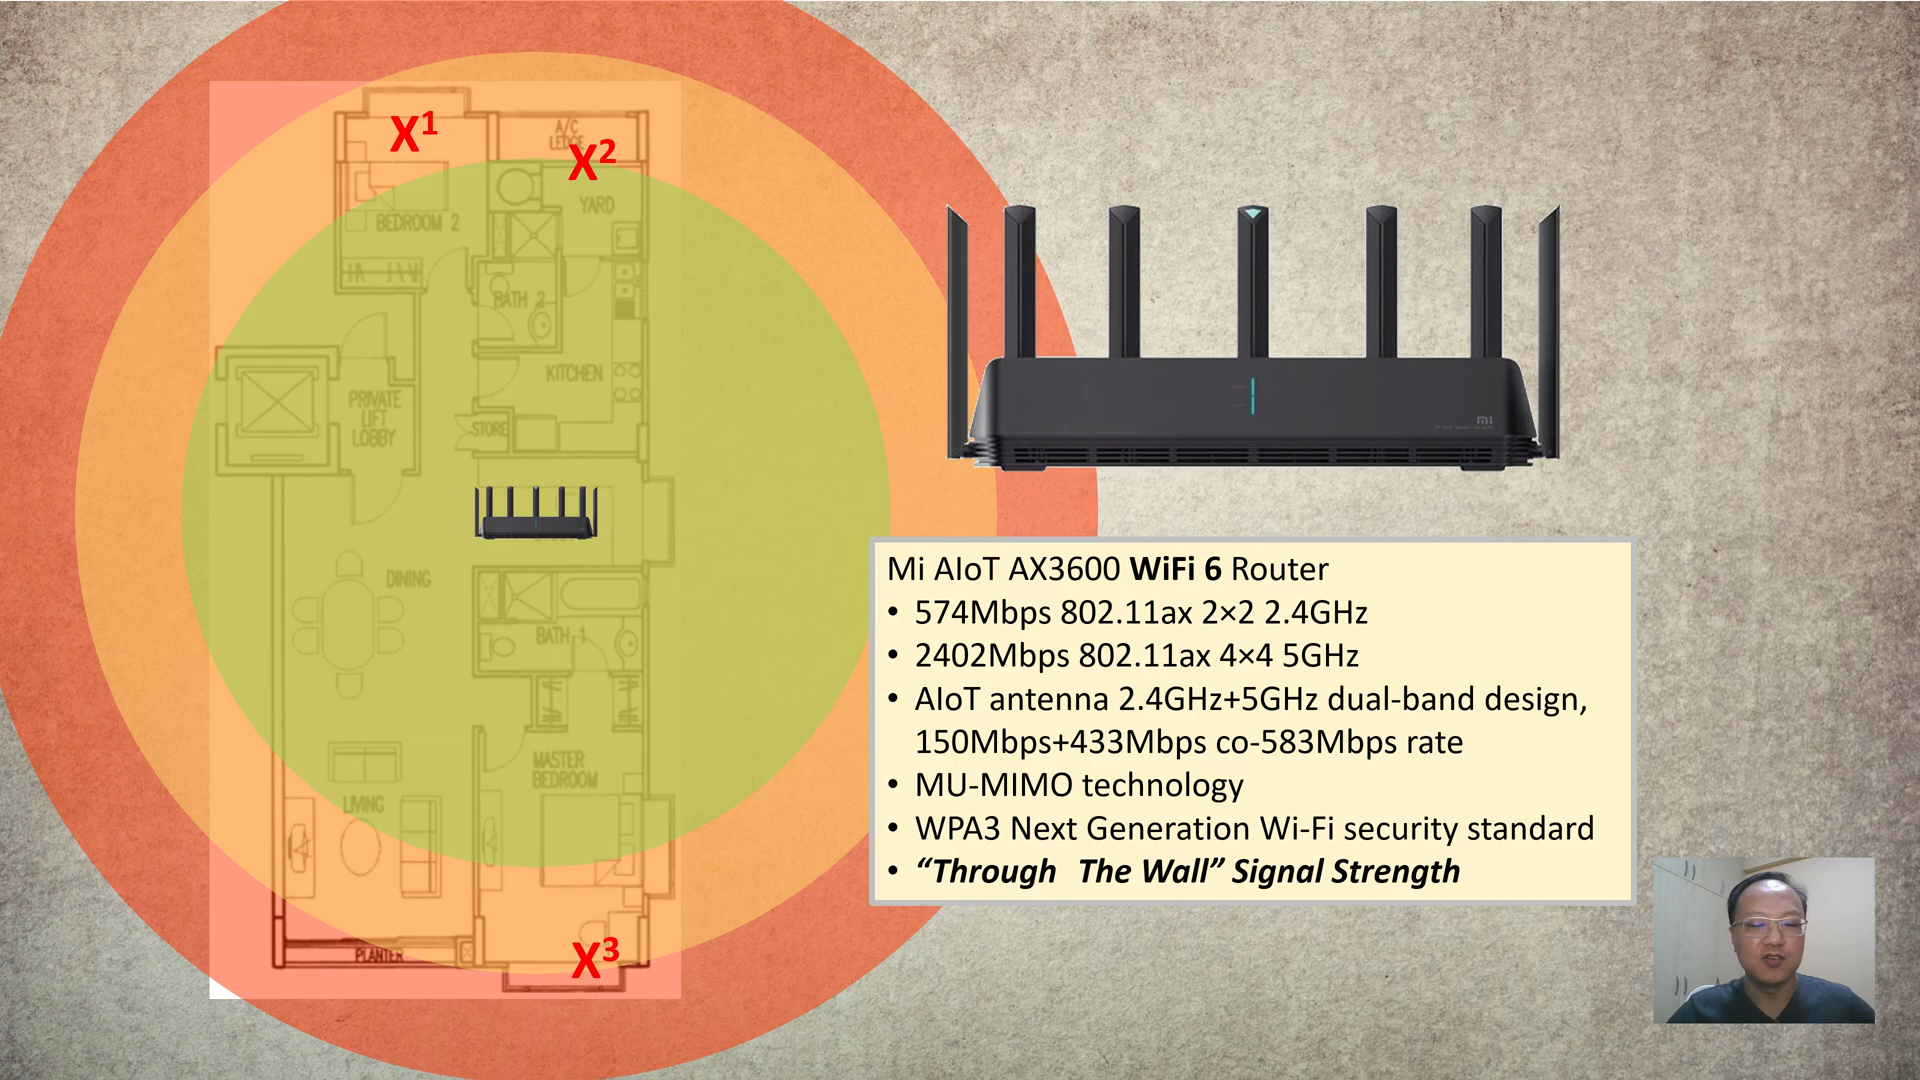 X1
A/C
LEDGE
X2
YARD
BEDROOM 2
BATH 2
KITCHEN
PRIVATE
LIFT
LOBBY
STORE
DINING
BATH 1
MASTER
BEDROOM
LIVING
PLANTER
X3
mi
Mi AIoT AX3600 WiFi 6 Router
• 574Mbps 802.11ax 2×2 2.4GHz
• 2402Mbps 802.11ax 4×4 5GHz
• AIoT antenna 2.4GHz+5GHz dual-band design,
150Mbps+433Mbps co-583Mbps rate
• MU-MIMO technology
• WPA3 Next Generation Wi-Fi security standard
• “Through The Wall” Signal Strength